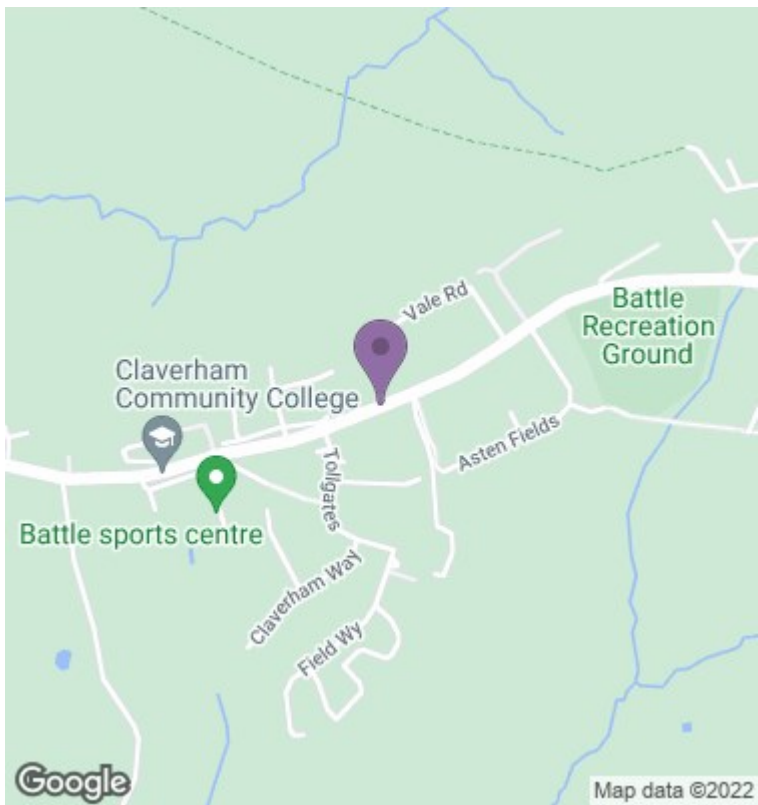 Vale Rd
Battle
Recreation
Ground
Claverham
Community College
Asten Fields
Tollgates
Battle sports centre
Claverham Way
Field Wy
Google
Map data ©2022